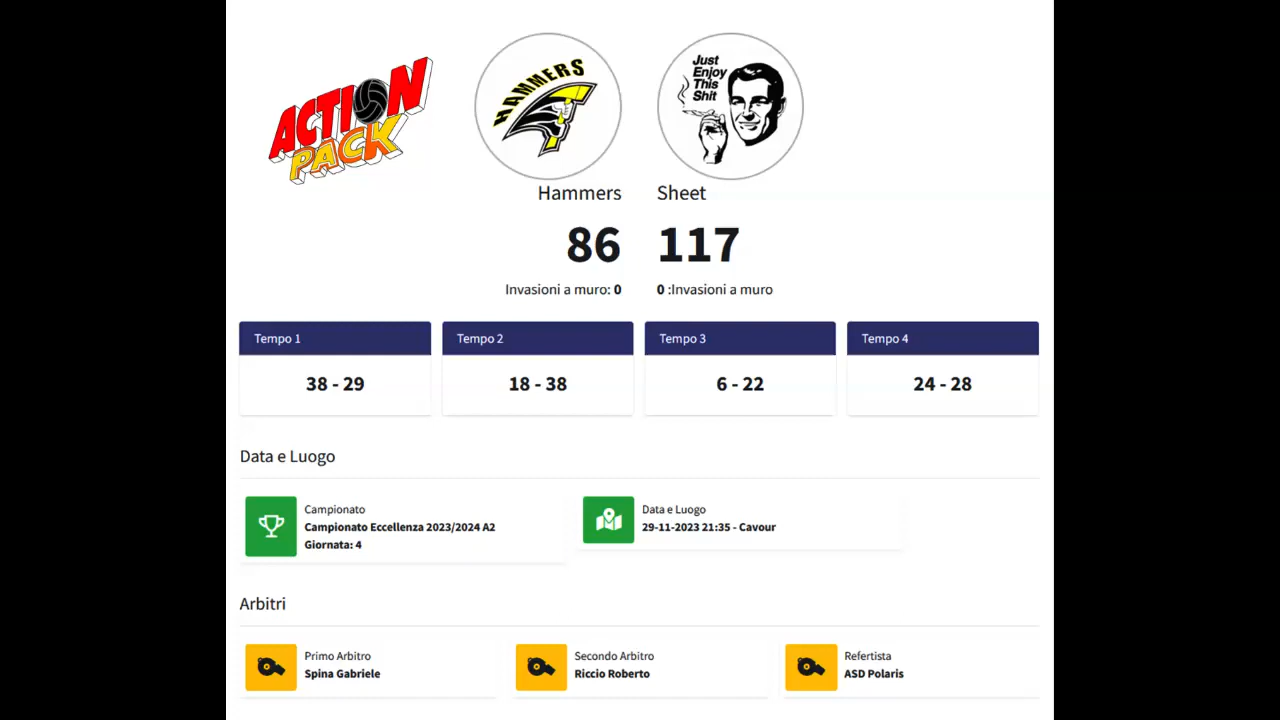 ACTION
PACK
HAMMERS
Just
Enjoy
This
Shit
Hammers
Sheet
86
117
Invasioni a muro: 0
0 :Invasioni a muro
Tempo 1
Tempo 2
Tempo 3
Tempo 4
38 - 29
18 - 38
6 - 22
24 - 28
Data e Luogo
Campionato
Campionato Eccellenza 2023/2024 A2
Giornata: 4
Data e Luogo
29-11-2023 21:35 - Cavour
Arbitri
Primo Arbitro
Spina Gabriele
Secondo Arbitro
Riccio Roberto
Refertista
ASD Polaris